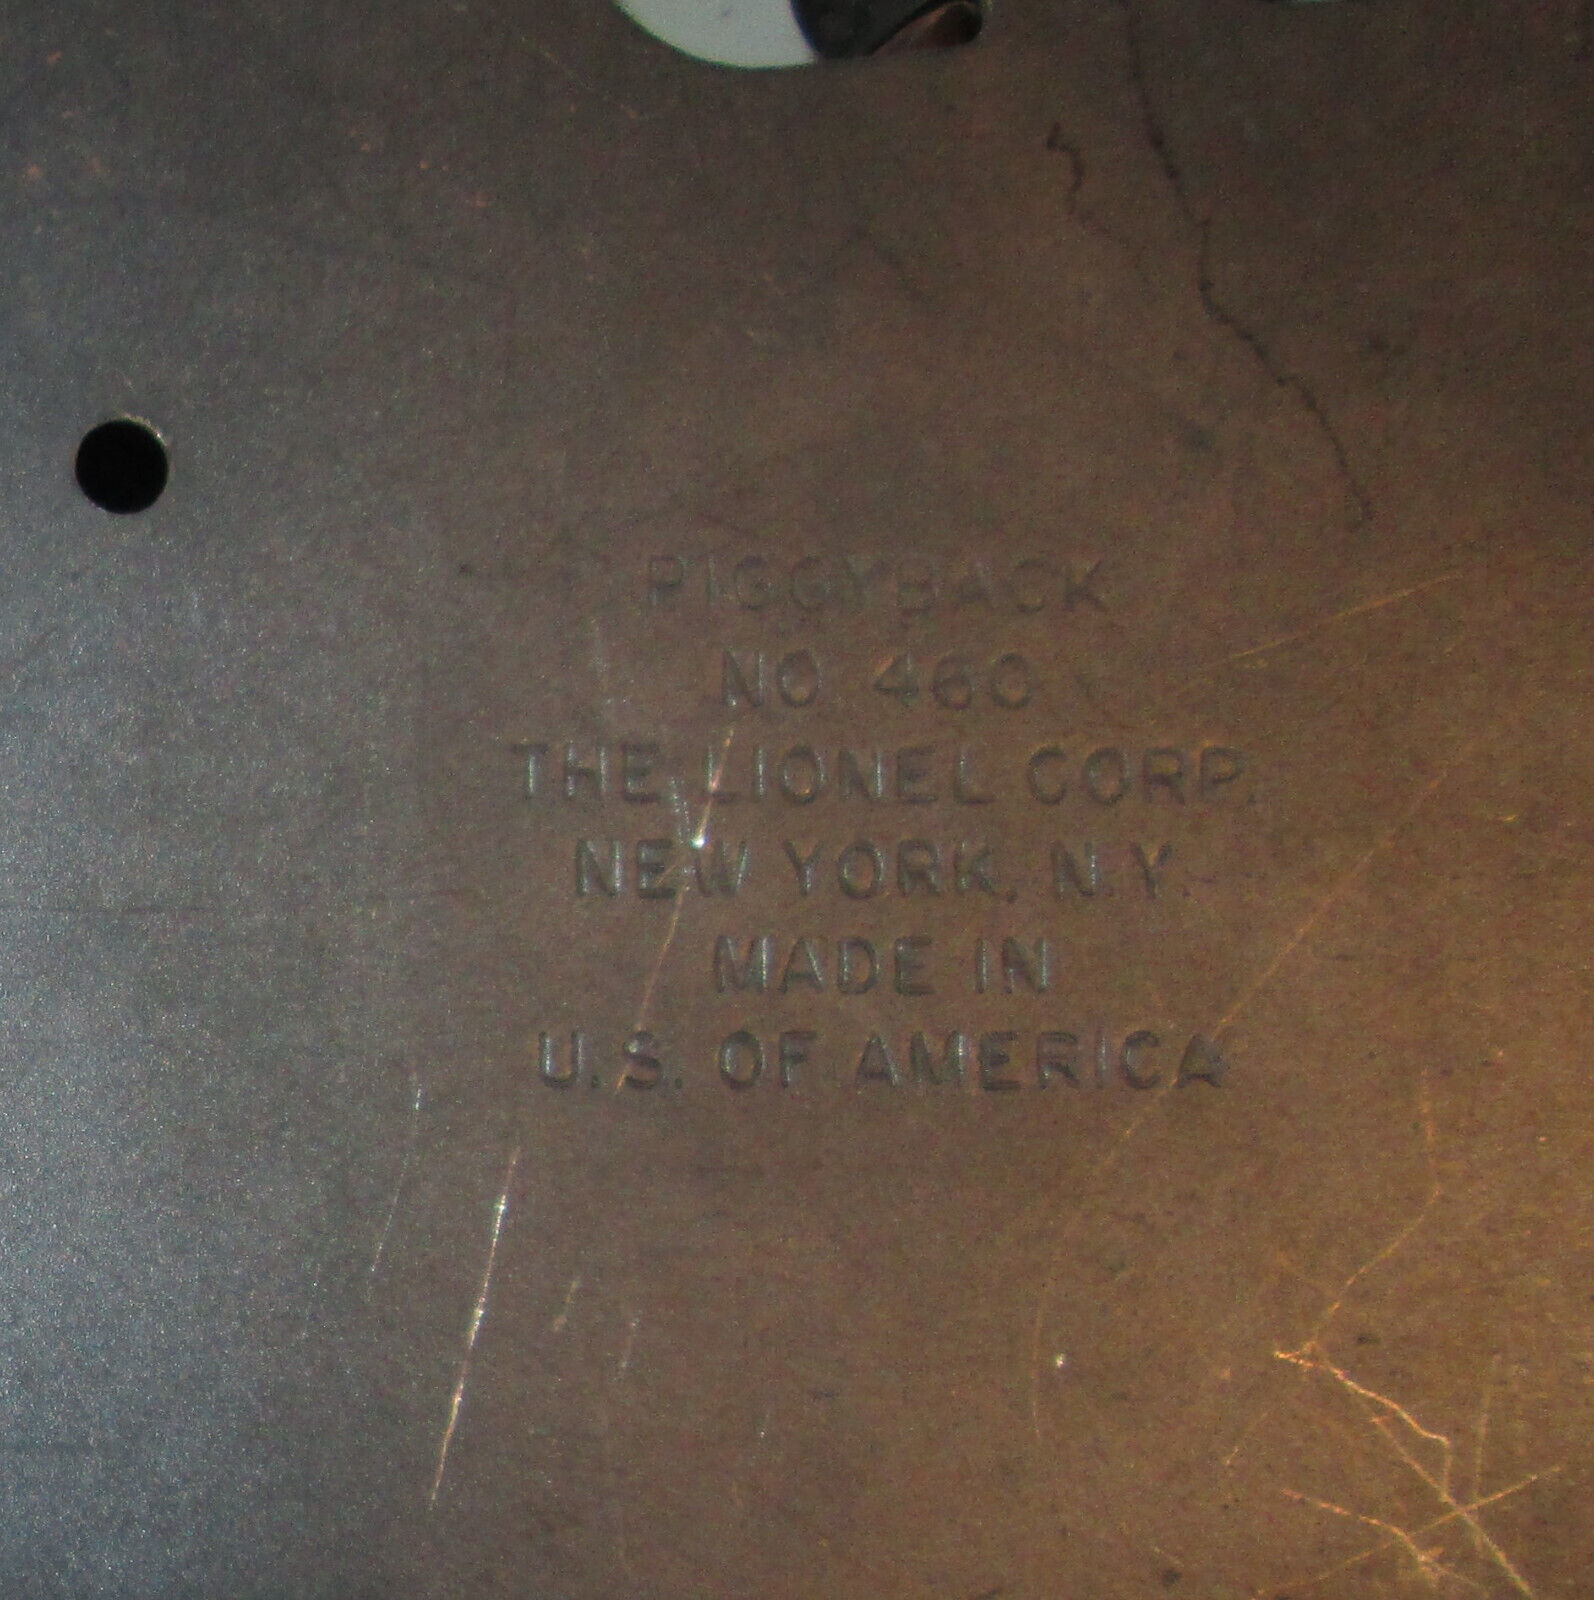 PIGGYBACK
NO 460
THE LIONEL CORP.
NEW YORK, N.Y.
MADE IN
U.S. OF AMERICA